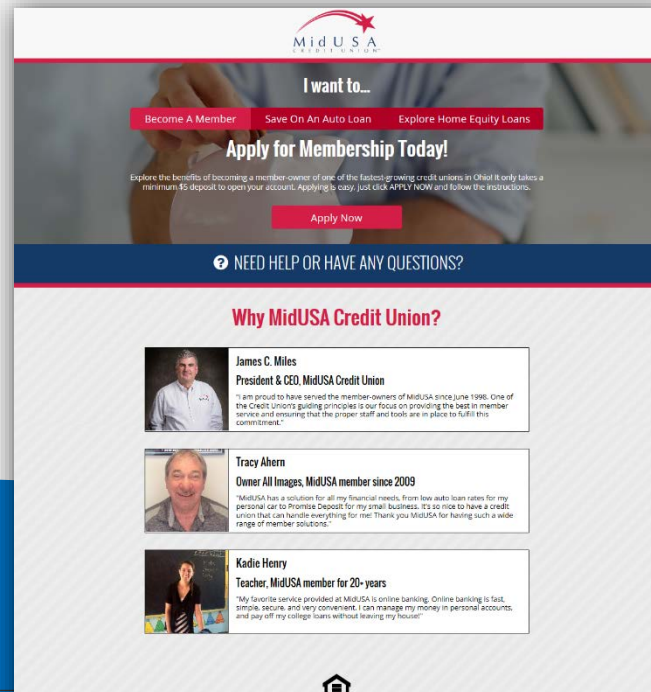 MidUSA
CREDIT UNION
I want to...
Become A Member Save On An Auto Loan Explore Home Equity Loans
Apply for Membership Today!
Explore the benefits of becoming a member-owner of one of the fastest-growing credit unions in Ohio! It only takes a
minimum $5 deposit to open your account. Applying is easy, just click APPLY NOW and follow the instructions.
Apply Now
NEED HELP OR HAVE ANY QUESTIONS?
Why MidUSA Credit Union?
James C. Miles
President & CEO, MidUSA Credit Union
"I am proud to have served the member-owners of MidUSA since June 1998. One of
the Credit Union's guiding principles is our focus on providing the best in member
service and ensuring that the proper staff and tools are in place to fulfill this
commitment."
Tracy Ahern
Owner All Images, MidUSA member since 2009
"MidUSA has a solution for all my financial needs, from low auto loan rates for my
personal car to Promise Deposit for my small business. It's so nice to have a credit
union that can handle everything for me! Thank you MidUSA for having such a wide
range of member solutions."
Kadie Henry
Teacher, MidUSA member for 20+ years
"My favorite service provided at MidUSA is online banking. Online banking is fast,
simple, secure, and very convenient. I can manage my money in personal accounts,
and pay off my college loans without leaving my house!"